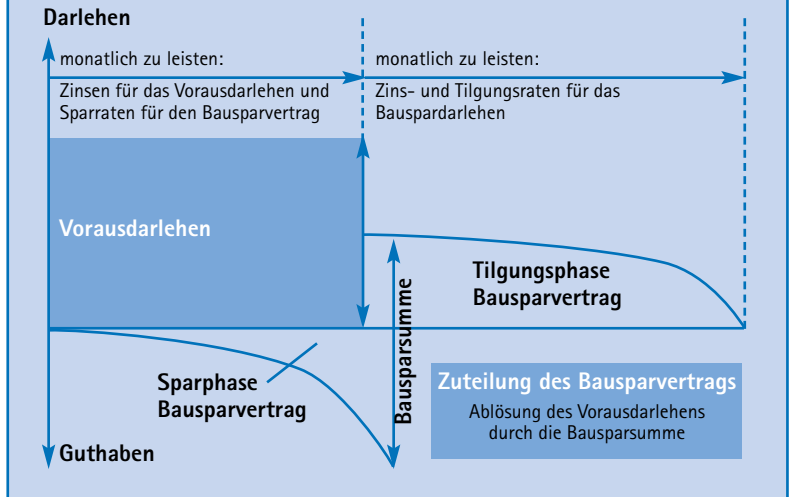 Darlehen
monatlich zu leisten:
Zinsen für das Vorausdarlehen und
Sparraten für den Bausparvertrag
monatlich zu leisten:
Zins- und Tilgungsraten für das
Bauspardarlehen
Vorausdarlehen
Tilgungsphase
Bausparvertrag
Bausparsumme
Sparphase
Bausparvertrag
Zuteilung des Bausparvertrags
Ablösung des Vorausdarlehens
durch die Bausparsumme
Guthaben